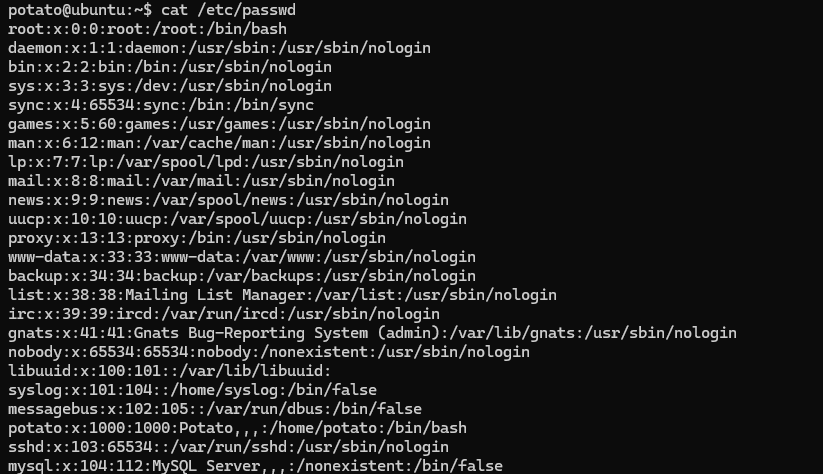 potato@ubuntu:~$ cat /etc/passwd
root:x:0:0:root:/root:/bin/bash
daemon:x:1:1:daemon:/usr/sbin:/usr/sbin/nologin
bin:x:2:2:bin:/bin:/usr/sbin/nologin
sys:x:3:3:sys:/dev:/usr/sbin/nologin
sync:x:4:65534:sync:/bin:/bin/sync
games:x:5:60:games:/usr/games:/usr/sbin/nologin
man:x:6:12:man:/var/cache/man:/usr/sbin/nologin
lp:x:7:7:lp:/var/spool/lpd:/usr/sbin/nologin
mail:x:8:8:mail:/var/mail:/usr/sbin/nologin
news:x:9:9:news:/var/spool/news:/usr/sbin/nologin
uucp:x:10:10:uucp:/var/spool/uucp:/usr/sbin/nologin
proxy:x:13:13:proxy:/bin:/usr/sbin/nologin
www-data:x:33:33:www-data:/var/www:/usr/sbin/nologin
backup:x:34:34:backup:/var/backups:/usr/sbin/nologin
list:x:38:38:Mailing List Manager:/var/list:/usr/sbin/nologin
irc:x:39:39:ircd:/var/run/ircd:/usr/sbin/nologin
gnats:x:41:41:Gnats Bug-Reporting System (admin):/var/lib/gnats:/usr/sbin/nologin
nobody:x:65534:65534:nobody:/nonexistent:/usr/sbin/nologin
libuuid:x:100:101::/var/lib/libuuid:
syslog:x:101:104::/home/syslog:/bin/false
messagebus:x:102:105::/var/run/dbus:/bin/false
potato:x:1000:1000:Potato,,,:/home/potato:/bin/bash
sshd:x:103:65534::/var/run/sshd:/usr/sbin/nologin
mysql:x:104:112:MySQL Server,,,:/nonexistent:/bin/false